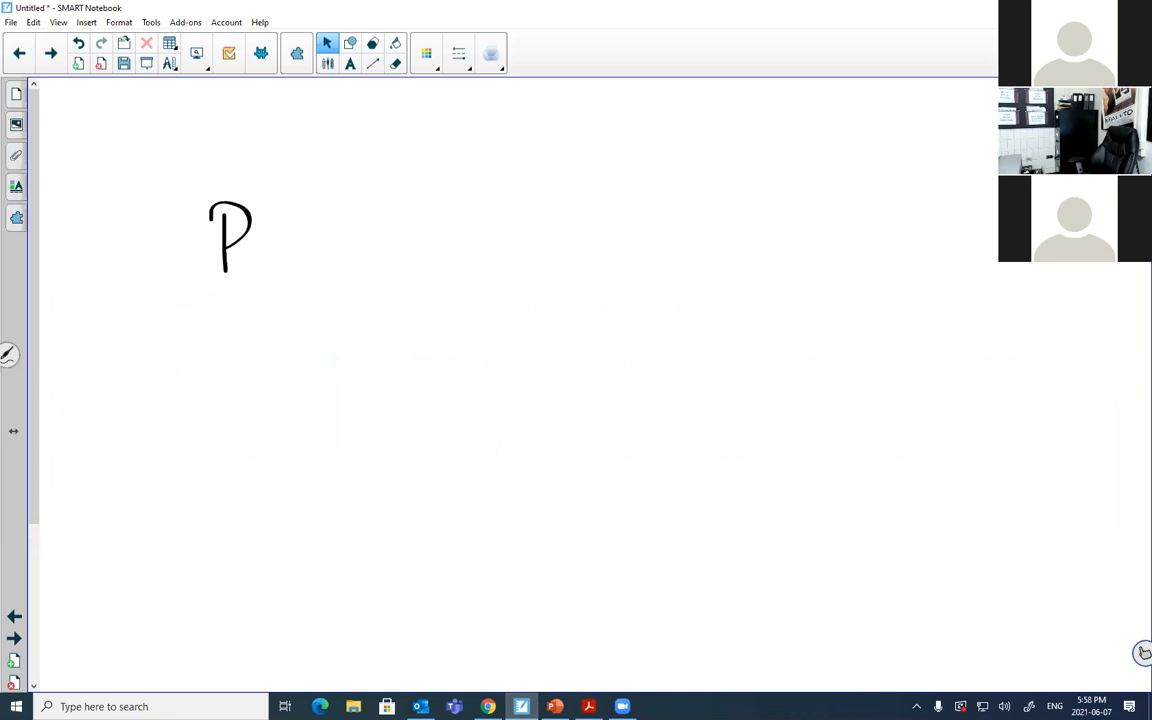 Untitled * - SMART Notebook
File Edit View Insert Format Tools Add-ons Account Help
P
Type here to search
5:58 PM
ENG
2021-06-07